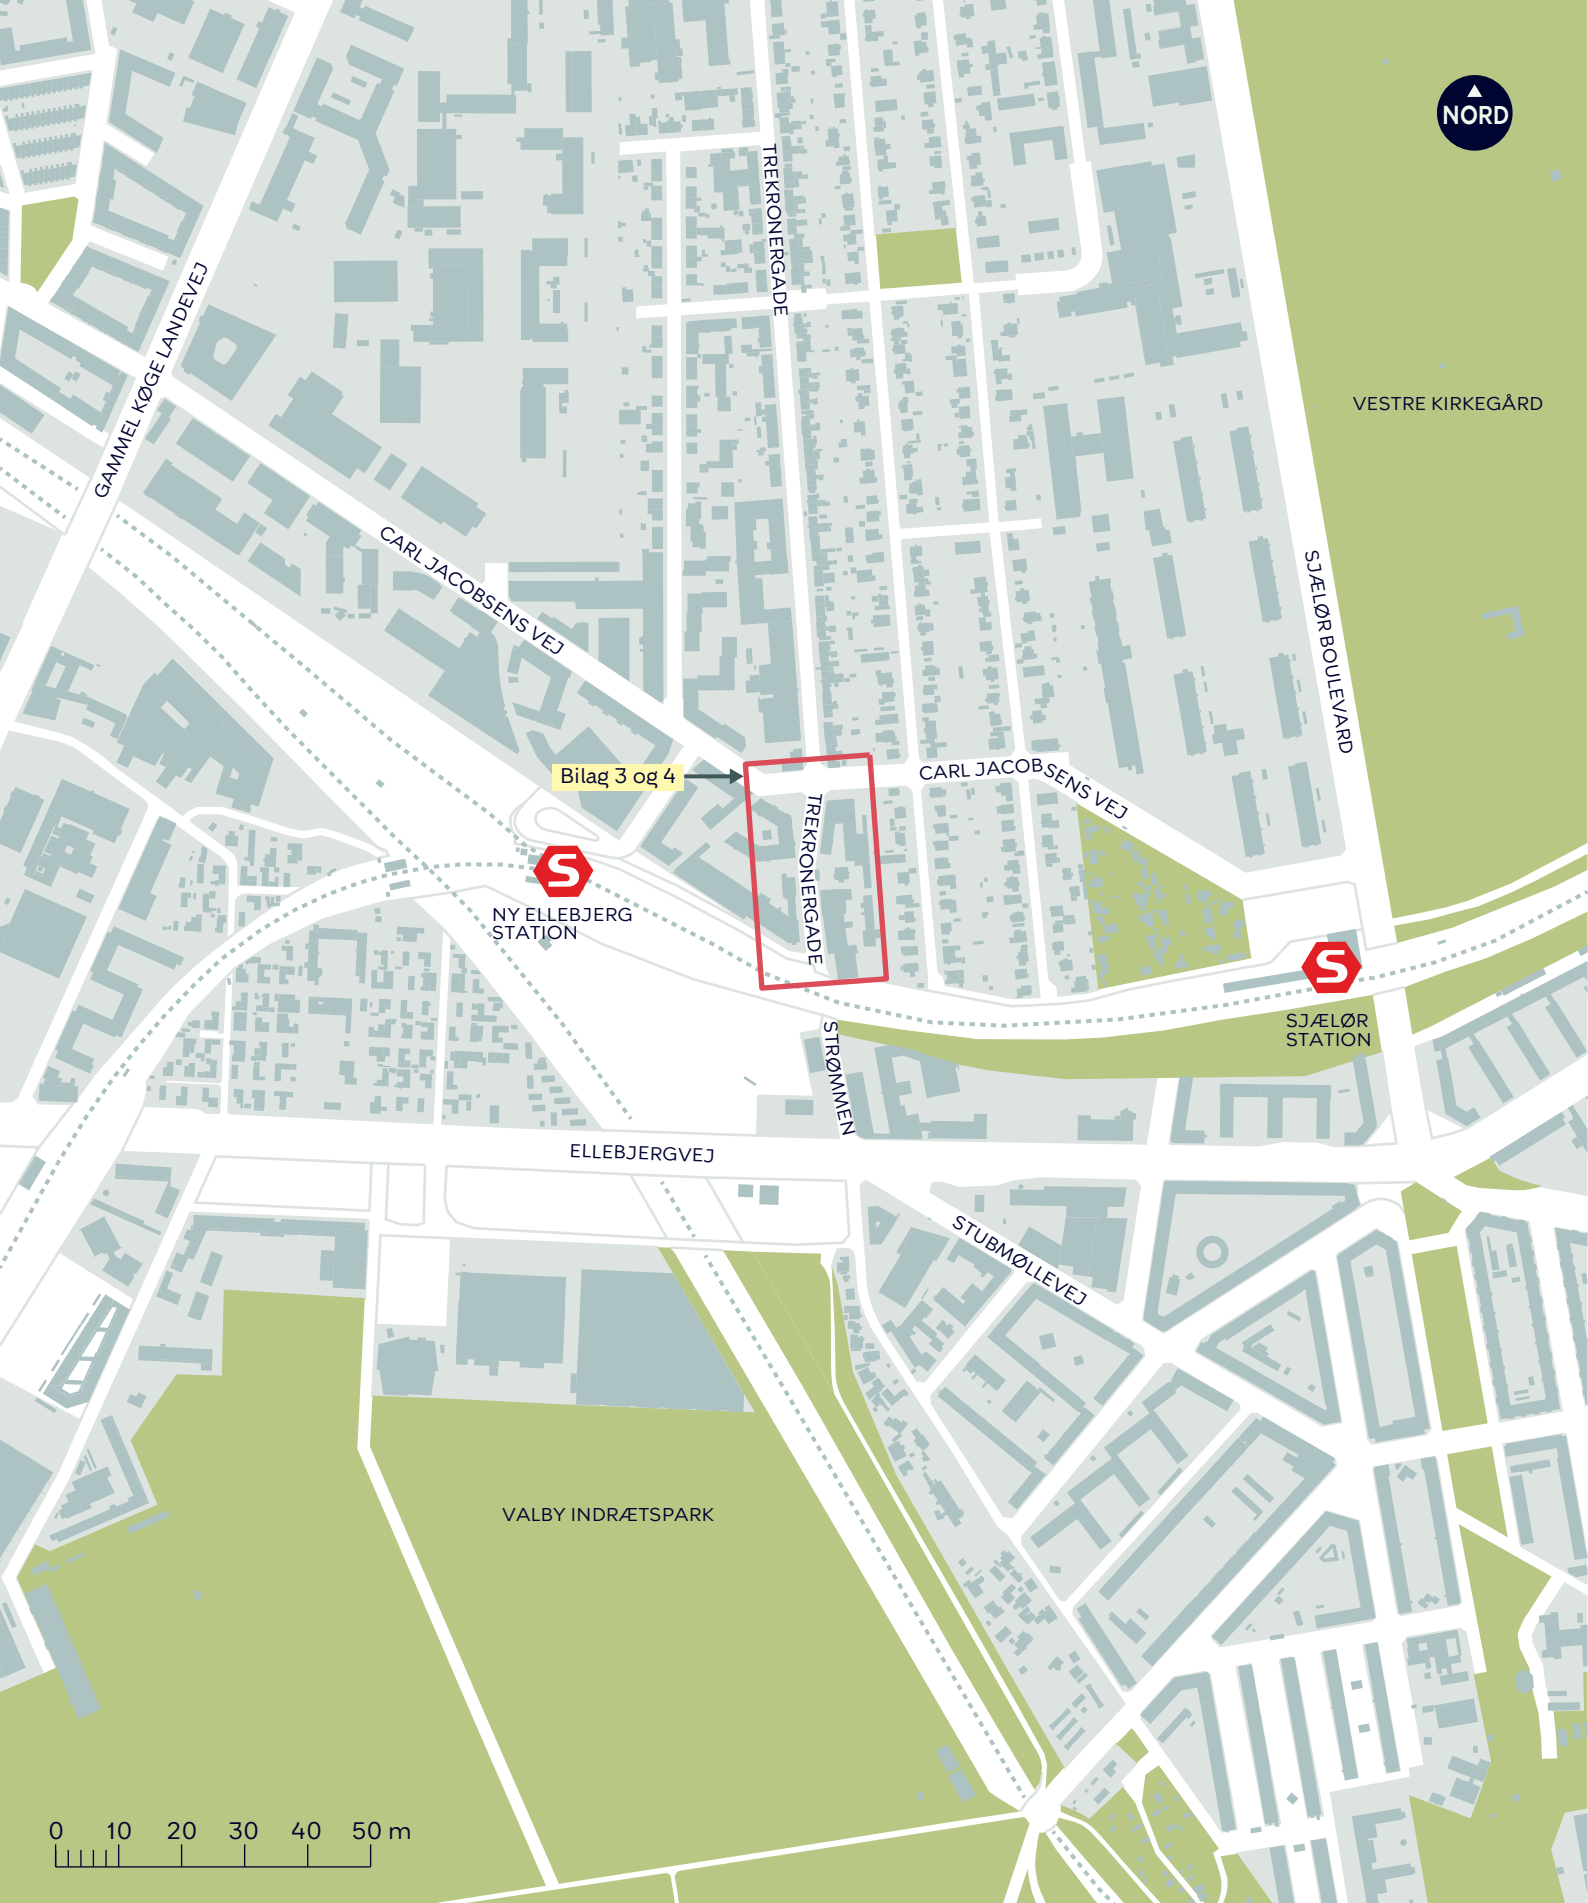 NORD
TREKRONERGADE
GAMMEL KØGE LANDEVEJ
VESTRE KIRKEGÅRD
CARL JACOBSENS VEJ
SJÆLØR BOULEVARD
Bilag 3 og 4
CARL JACOBSENS VEJ
TREKRONERGADE
S
NY ELLEBJERG
STATION
S
SJÆLØR
STATION
STRØMMEN
ELLEBJERGVEJ
STUBMØLLEVEJ
VALBY INDRÆTSPARK
0 10 20 30 40 50 m